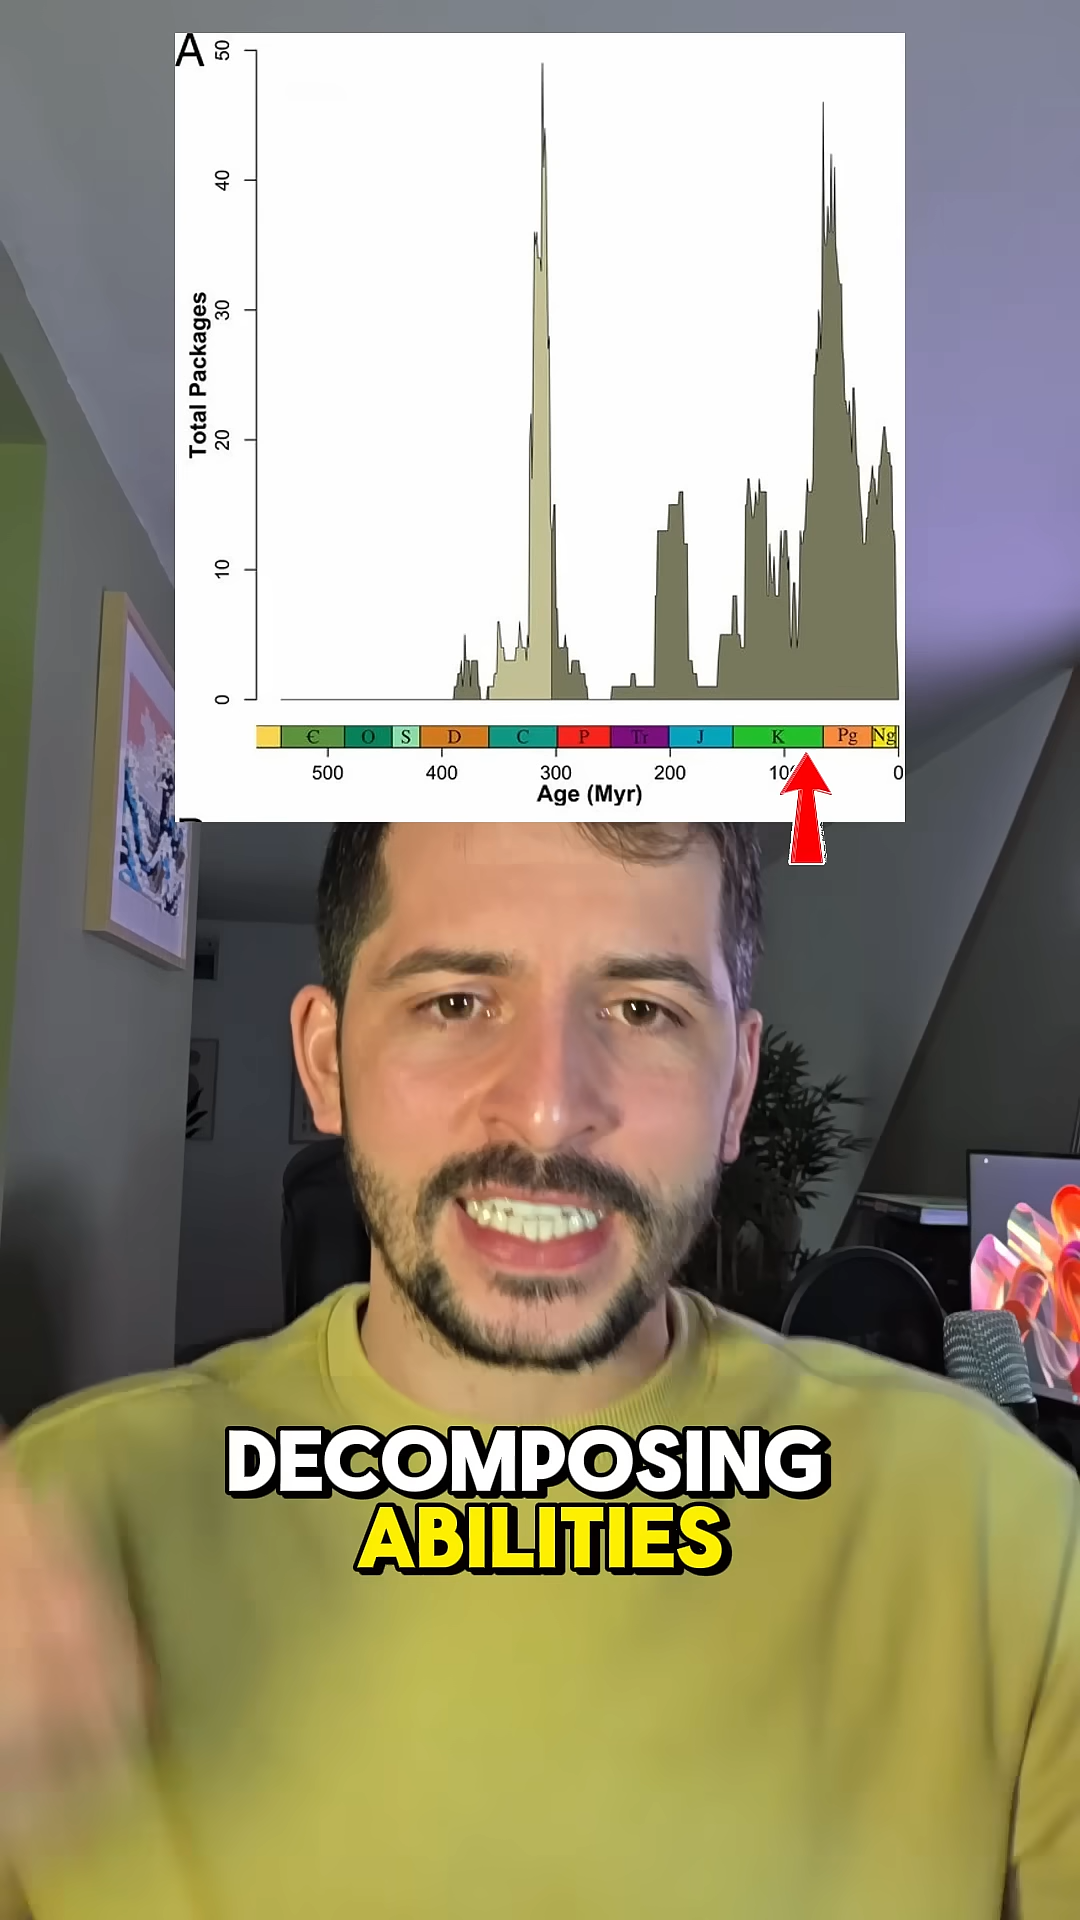 A
50
40
30
20
10
0
Total Packages
Є O S D C P Tr J K Pg Ng
500 400 300 200 0
Age (Myr)
DECOMPOSING
ABILITIES